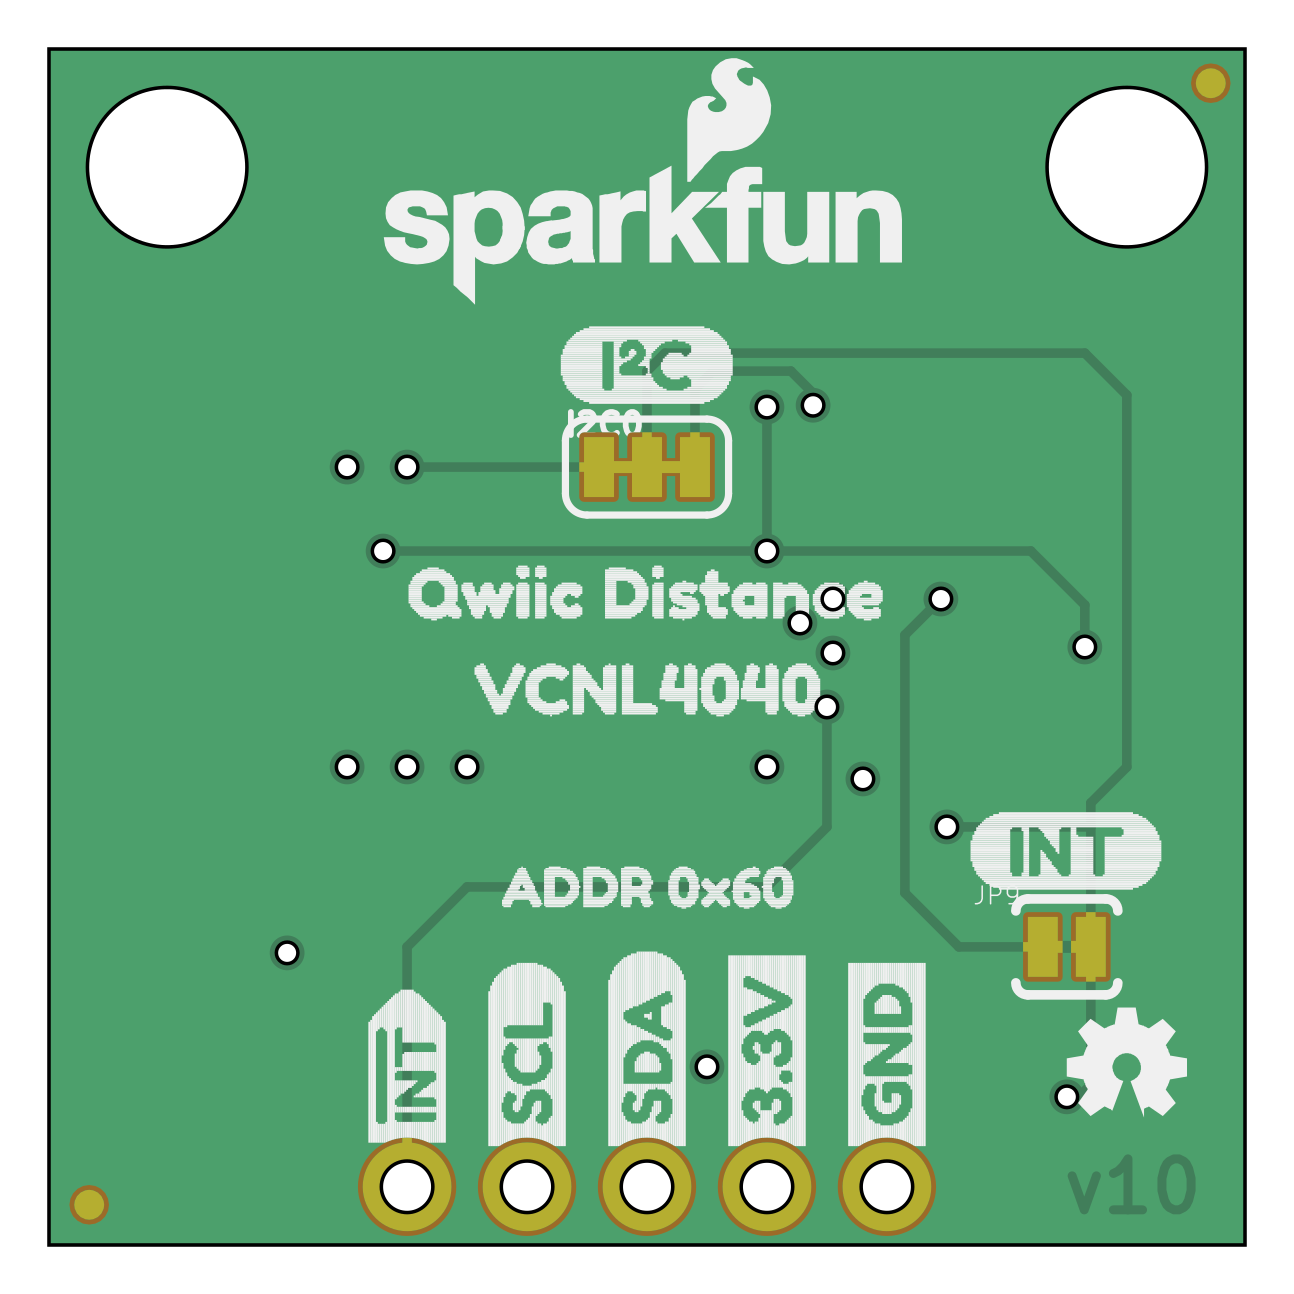 sparkfun
I²C
I2C0
Qwiic Distance
VCNL4040
INT
JP9
ADDR 0x60
INT
SCL
SDA
3.3V
GND
v10